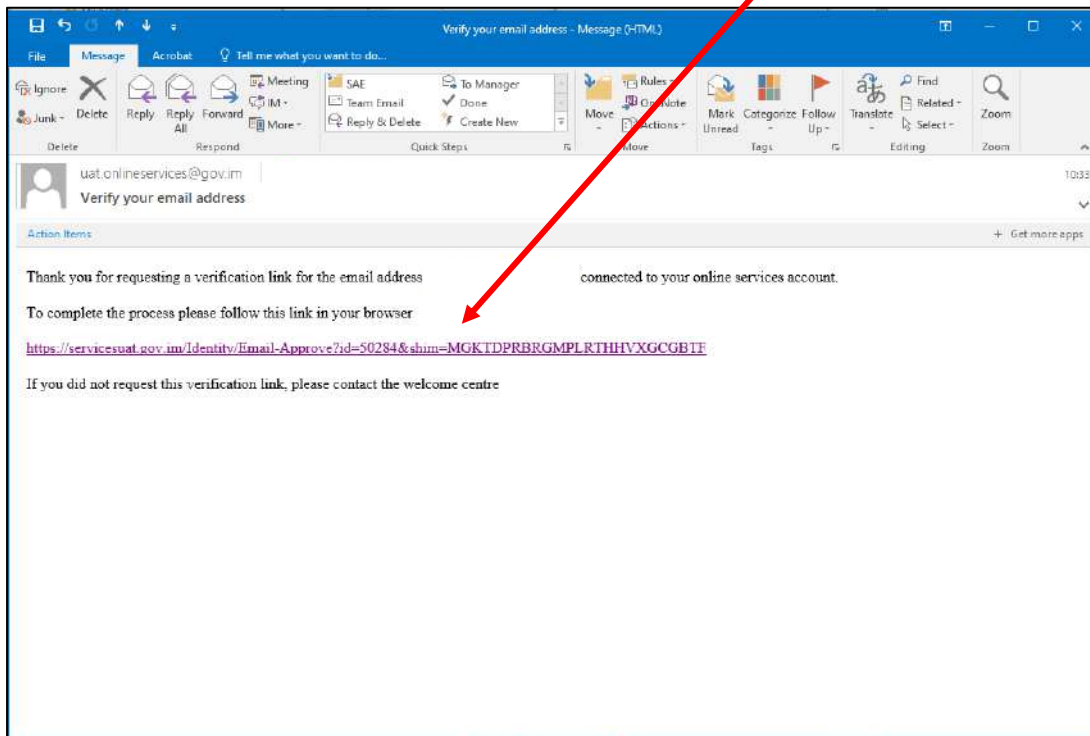 Verify your email address - Message (HTML)
File Message Acrobat Tell me what you want to do...
Ignore
Junk
Delete
Reply
Reply All
Forward
Meeting
IM
More
SAE
Team Email
Reply & Delete
To Manager
Done
Create New
Move
Rules
OneNote
Actions
Mark Unread
Categorize
Follow Up
Translate
Find
Related
Select
Zoom
Delete Respond Quick Steps Move Tags Editing Zoom
uat.onlineservices@gov.im 10:33
Verify your email address
Action Items + Get more apps
Thank you for requesting a verification link for the email address connected to your online services account.
To complete the process please follow this link in your browser
https://servicesuat.gov.im/Identity/Email-Approve?id=50284&shim=MGKTDPRBRGMPLRTHHVXGCGBTF
If you did not request this verification link, please contact the welcome centre